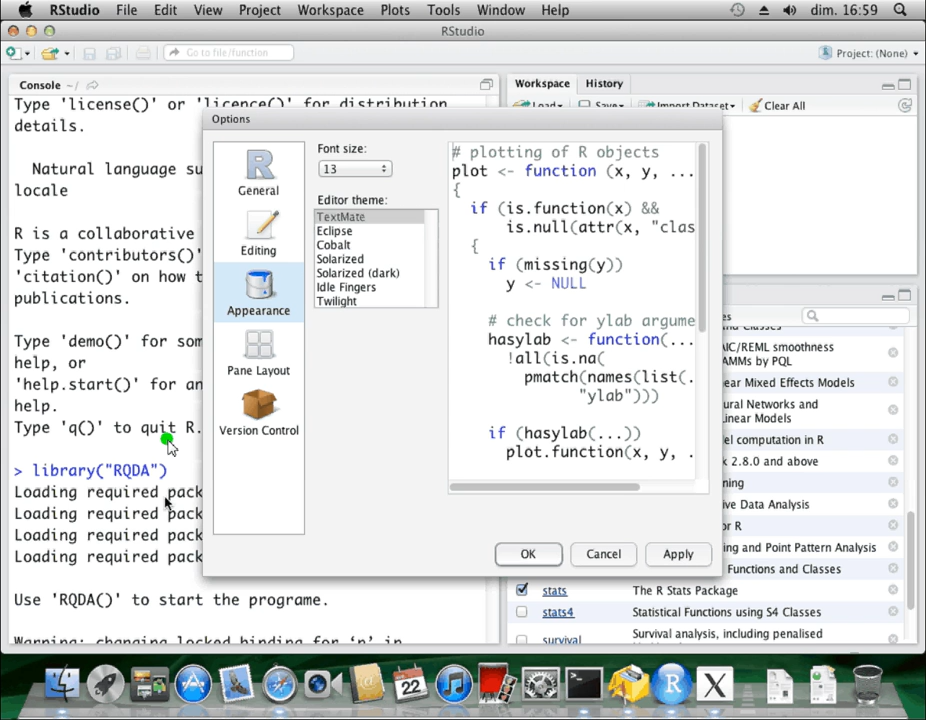 RStudio File Edit View Project Workspace Plots Tools Window Help dim. 16:59
RStudio
Go to file/function
Project: (None)
Console ~/
Type 'license()' or 'licence()' for distribution
details.
Natural language su
locale
R is a collaborative
Type 'contributors()'
'citation()' on how t
publications.
Type 'demo()' for som
help, or
'help.start()' for an
help.
Type 'q()' to quit R.
> library("RQDA")
Loading required pack
Loading required pack
Loading required pack
Loading required pack
Use 'RQDA()' to start the programe.
Warning: changing locked binding for 'n' in
Options
General
Editing
Appearance
Pane Layout
Version Control
Font size:
13
Editor theme:
TextMate
Eclipse
Cobalt
Solarized
Solarized (dark)
Idle Fingers
Twilight
# plotting of R objects
plot <- function (x, y, ...
{
if (is.function(x) &&
is.null(attr(x, "clas
{
if (missing(y))
y <- NULL
# check for ylab argume
hasylab <- function(...
!all(is.na(
pmatch(names(list(.
"ylab")))
if (hasylab(...))
plot.function(x, y, .
OK
Cancel
Apply
Workspace History
Load Save Import Dataset Clear All
es
and Classes
AIC/REML smoothness
AMMs by PQL
ear Mixed Effects Models
ural Networks and
Linear Models
el computation in R
2.8.0 and above
ning
ive Data Analysis
or R
ing and Point Pattern Analysis
Functions and Classes
stats The R Stats Package
stats4 Statistical Functions using S4 Classes
survival Survival analysis, including penalised
22